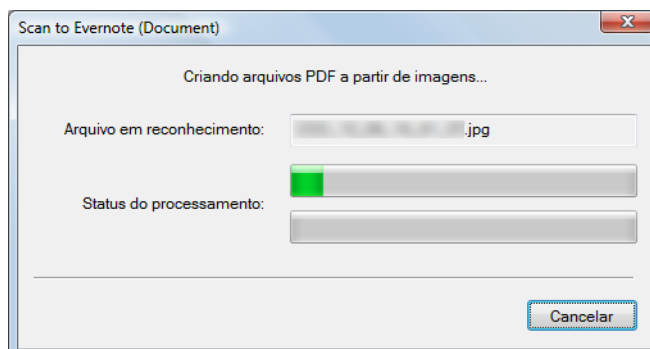 Scan to Evernote (Document)
Criando arquivos PDF a partir de imagens...
Arquivo em reconhecimento:
.jpg
Status do processamento:
Cancelar